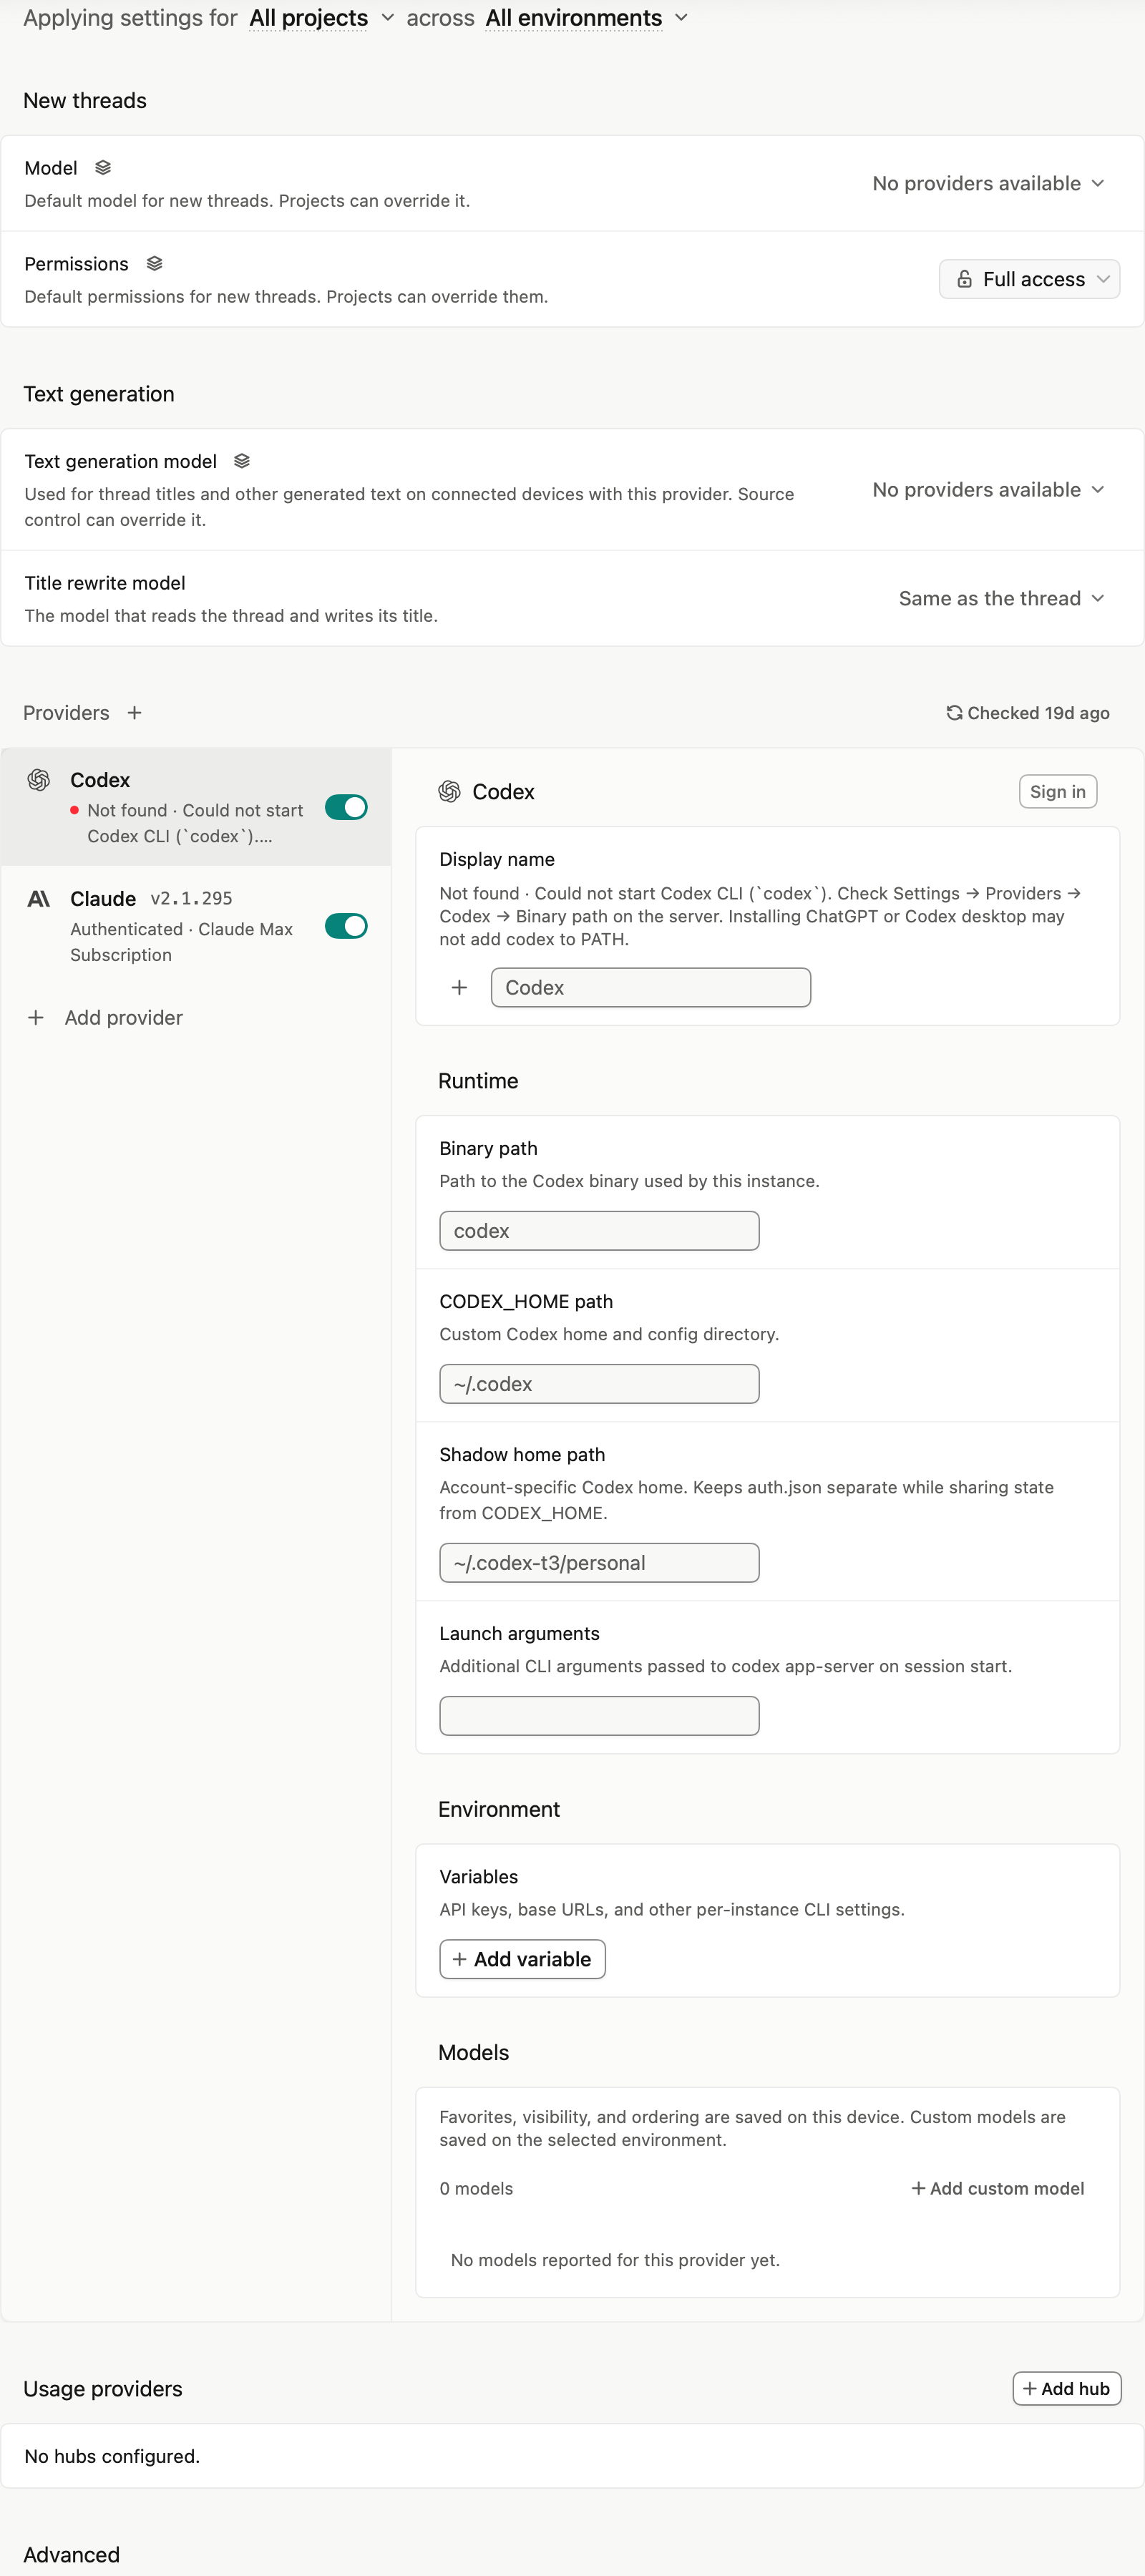 Applying settings for All projects across All environments
New threads
Model
Default model for new threads. Projects can override it.
No providers available
Permissions
Default permissions for new threads. Projects can override them.
Full access
Text generation
Text generation model
Used for thread titles and other generated text on connected devices with this provider. Source
control can override it.
No providers available
Title rewrite model
The model that reads the thread and writes its title.
Same as the thread
Providers
Checked 19d ago
Codex
Not found · Could not start
Codex CLI (`codex`)....
Claude v2.1.295
Authenticated · Claude Max
Subscription
Add provider
Codex
Sign in
Display name
Not found · Could not start Codex CLI (`codex`). Check Settings → Providers →
Codex → Binary path on the server. Installing ChatGPT or Codex desktop may
not add codex to PATH.
Codex
Runtime
Binary path
Path to the Codex binary used by this instance.
codex
CODEX_HOME path
Custom Codex home and config directory.
~/.codex
Shadow home path
Account-specific Codex home. Keeps auth.json separate while sharing state
from CODEX_HOME.
~/.codex-t3/personal
Launch arguments
Additional CLI arguments passed to codex app-server on session start.
Environment
Variables
API keys, base URLs, and other per-instance CLI settings.
+ Add variable
Models
Favorites, visibility, and ordering are saved on this device. Custom models are
saved on the selected environment.
0 models
+ Add custom model
No models reported for this provider yet.
Usage providers
+ Add hub
No hubs configured.
Advanced